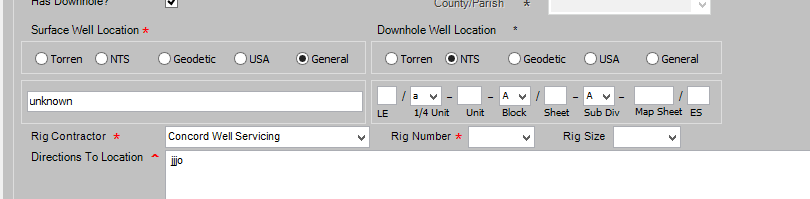 Has Downhole?
County/Parish *
Surface Well Location *
Downhole Well Location *
Torren NTS Geodetic USA General
Torren NTS Geodetic USA General
unknown
/ a - - A / - A - /
LE 1/4 Unit Unit Block Sheet Sub Div Map Sheet ES
Rig Contractor * Concord Well Servicing Rig Number * Rig Size
Directions To Location ^ jjjo